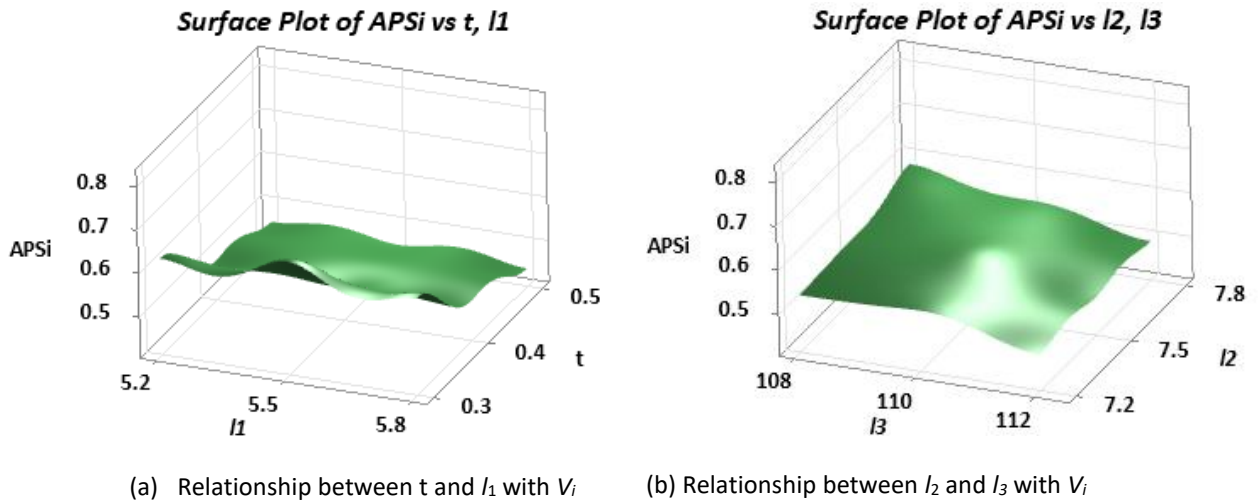 Surface Plot of APSi vs t, l1
0.8
0.7
APSi
0.6
0.5
5.2
5.5
5.8
l1
0.3
0.4
0.5
t
Surface Plot of APSi vs l2, l3
0.8
0.7
APSi
0.6
0.5
108
110
112
l3
7.2
7.5
7.8
l2
(a) Relationship between t and l1 with Vi
(b) Relationship between l2 and l3 with Vi